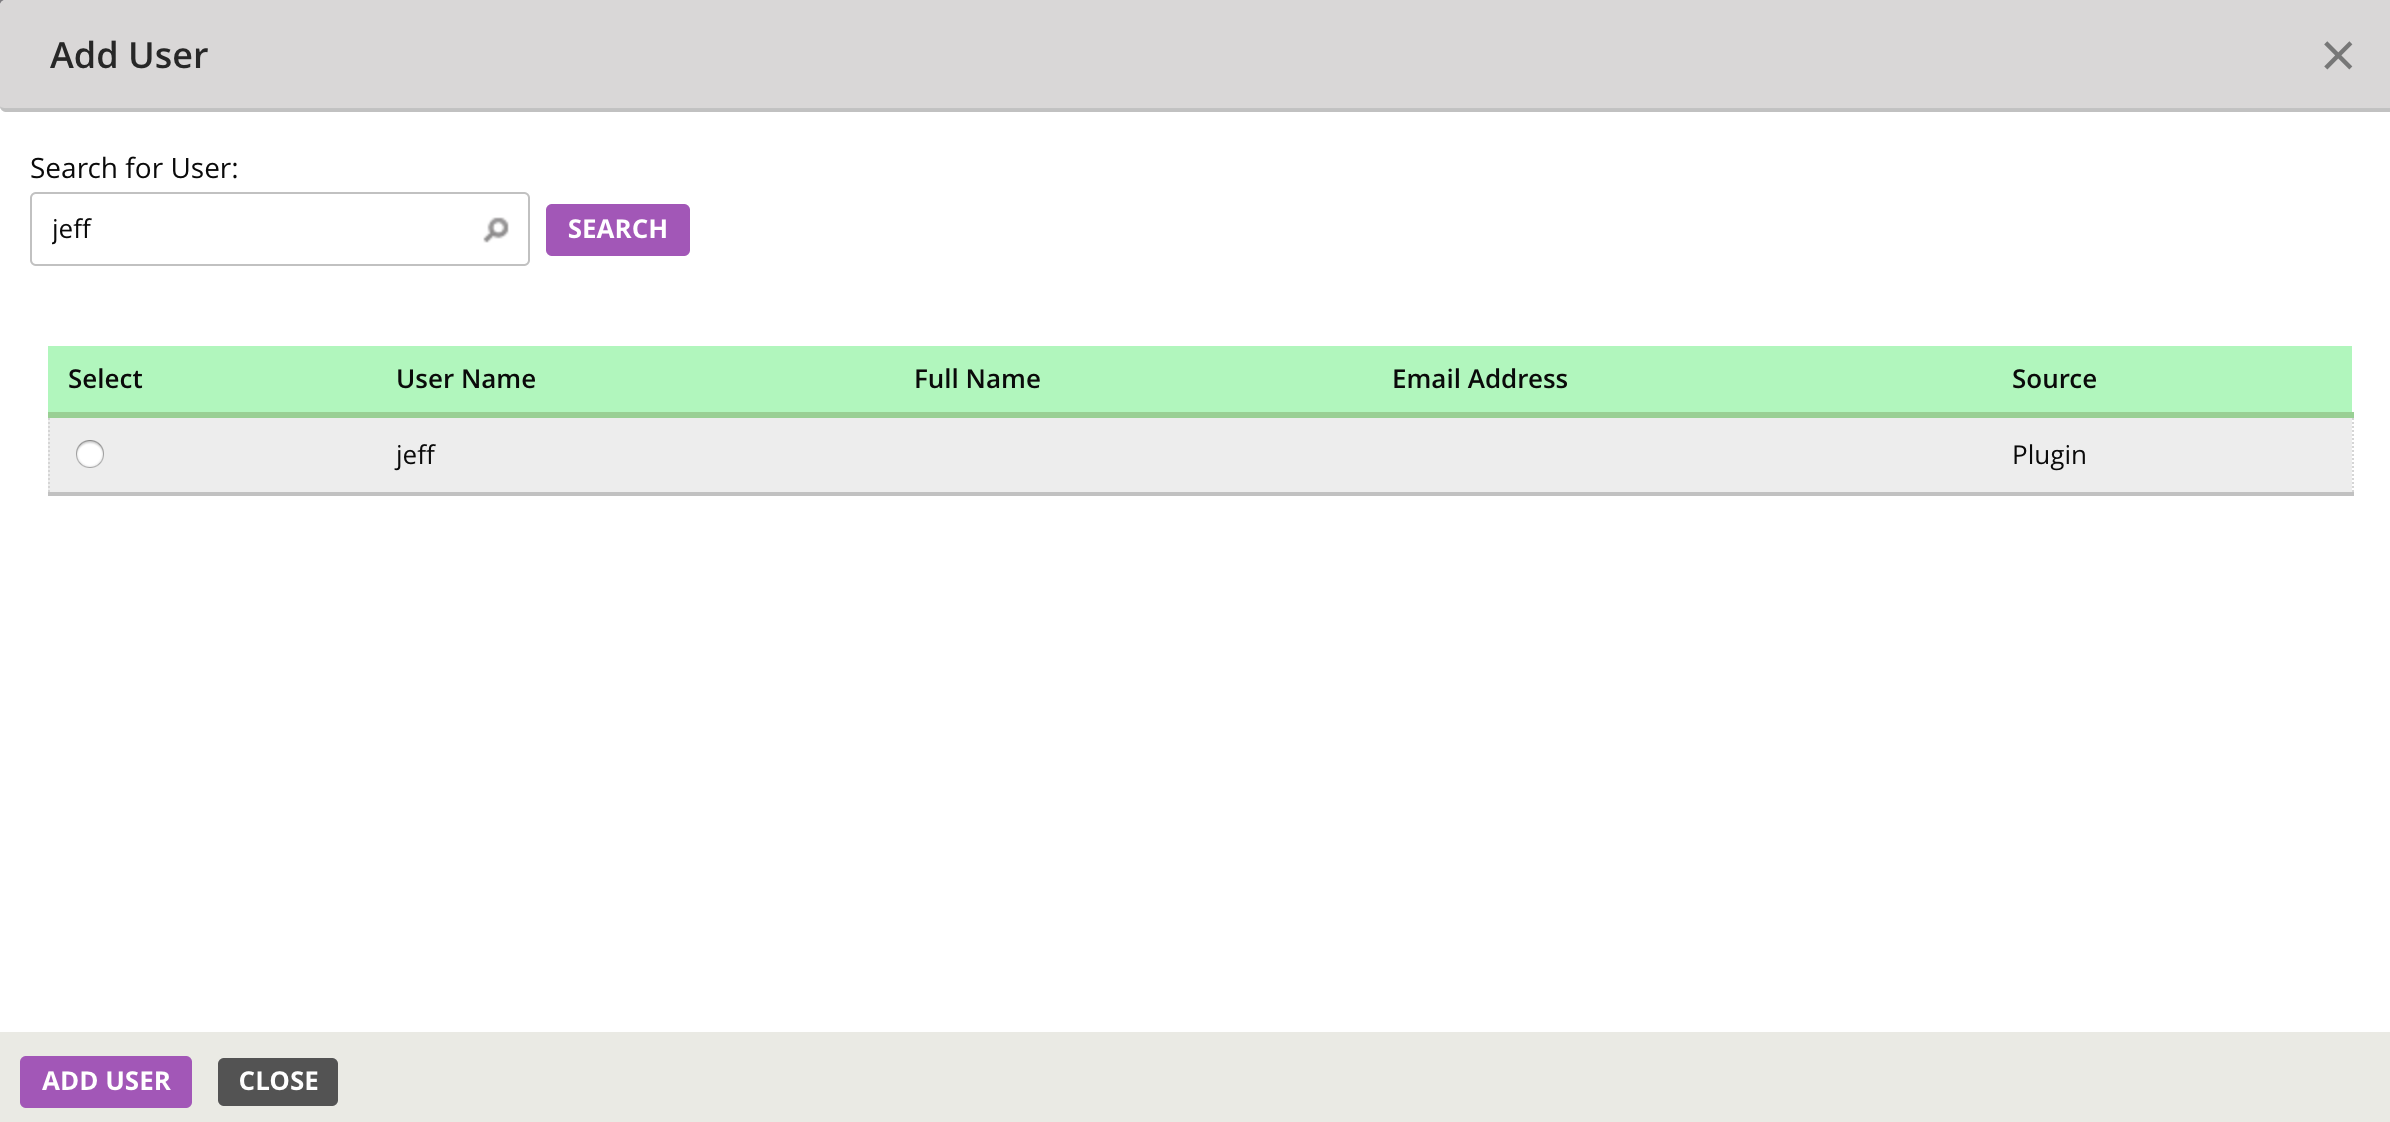 Add User
Search for User:
jeff
SEARCH
Select User Name Full Name Email Address Source
jeff Plugin
ADD USER CLOSE